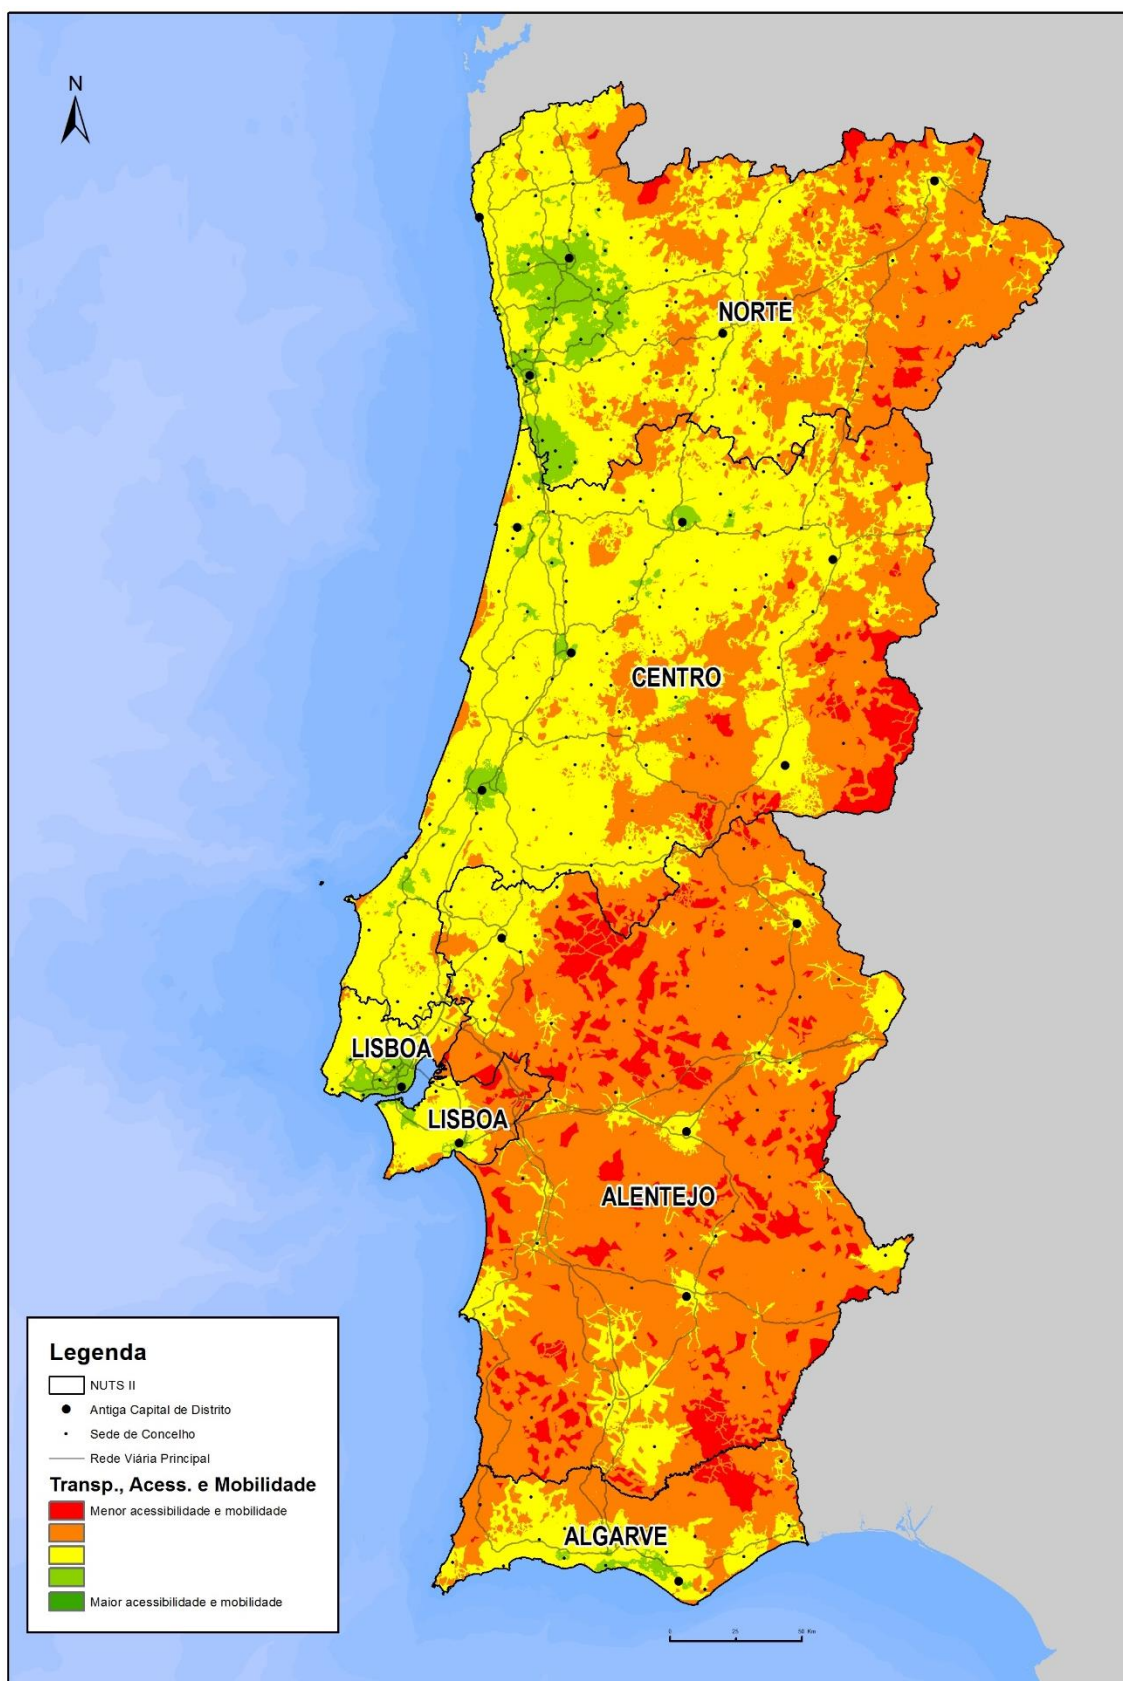 N
NORTE
CENTRO
LISBOA
LISBOA
ALENTEJO
ALGARVE
Legenda
NUTS II
Antiga Capital de Distrito
Sede de Concelho
Rede Viária Principal
Transp., Acess. e Mobilidade
Menor acessibilidade e mobilidade
Maior acessibilidade e mobilidade
0 25 50 Km